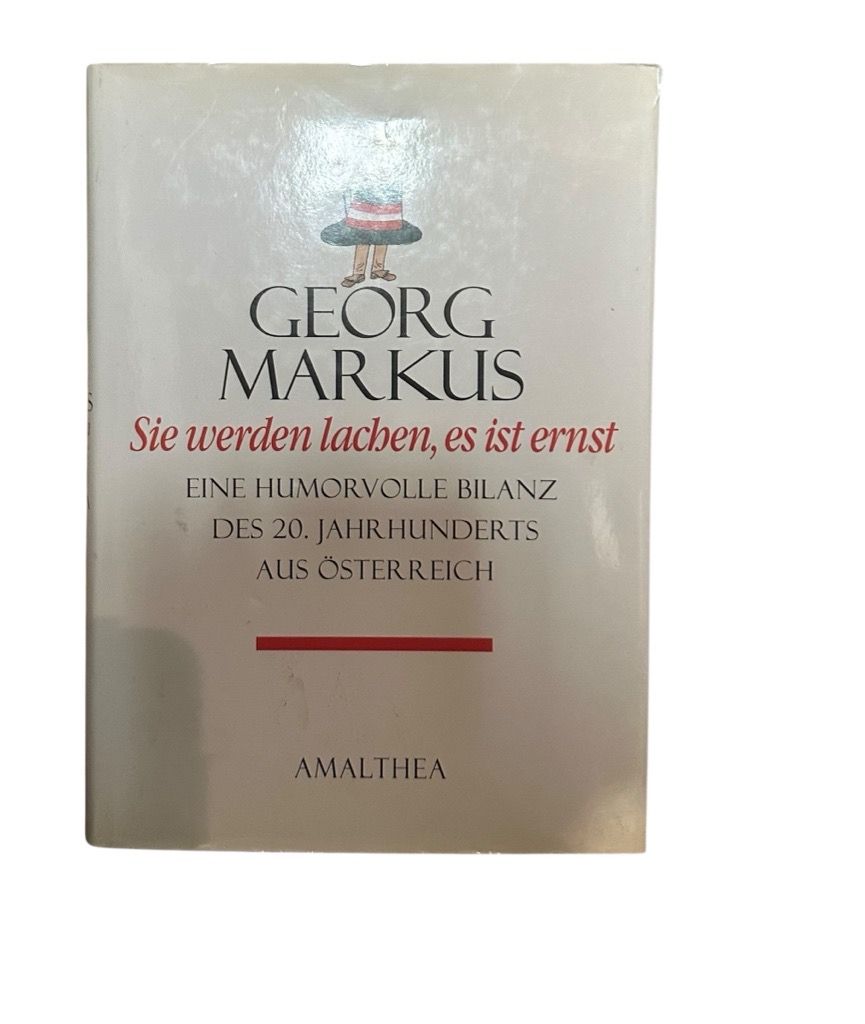 GEORG
MARKUS
Sie werden lachen, es ist ernst
EINE HUMORVOLLE BILANZ
DES 20. JAHRHUNDERTS
AUS ÖSTERREICH
AMALTHEA